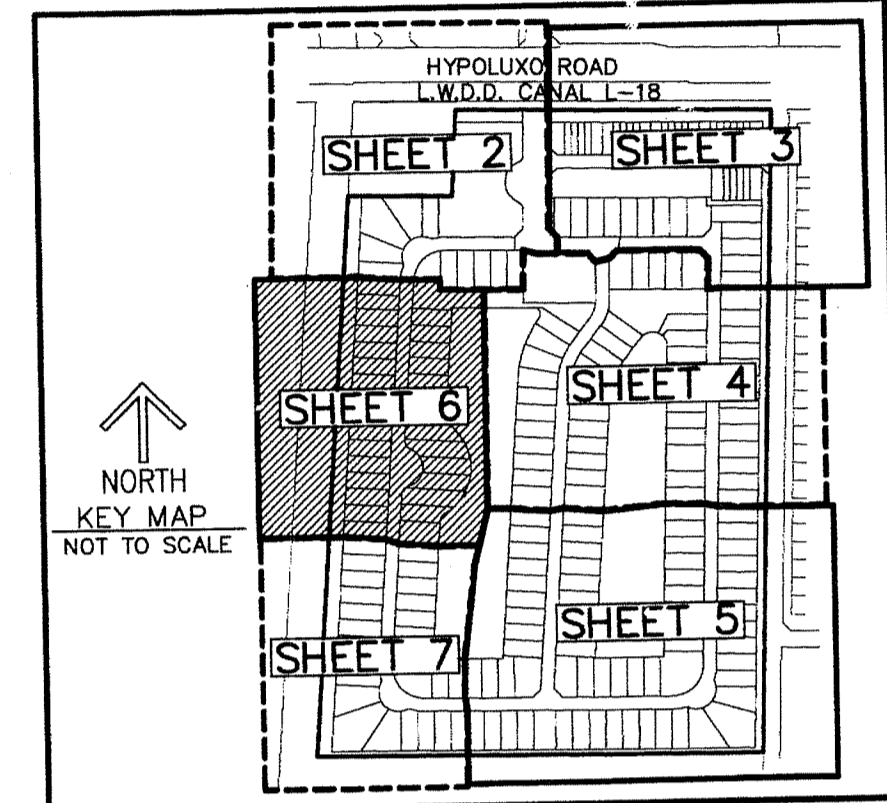 HYPOLUXO ROAD
L.W.D.D. CANAL L-18
SHEET 2
SHEET 3
SHEET 6
SHEET 4
NORTH
KEY MAP
NOT TO SCALE
SHEET 5
SHEET 7